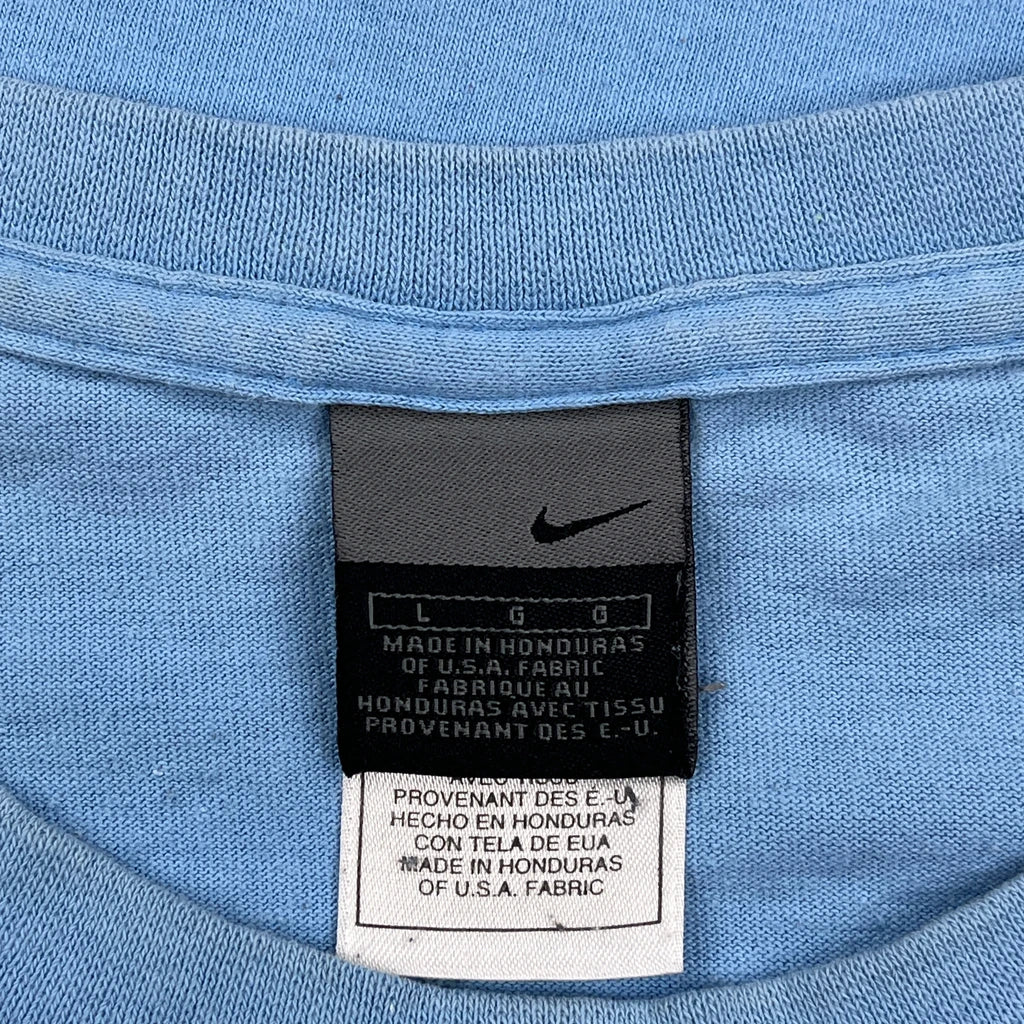 L G G
MADE IN HONDURAS
OF U.S.A. FABRIC
FABRIQUE AU
HONDURAS AVEC TISSU
PROVENANT DES E.-U.
PROVENANT DES É.-U.
HECHO EN HONDURAS
CON TELA DE EUA
MADE IN HONDURAS
OF U.S.A. FABRIC